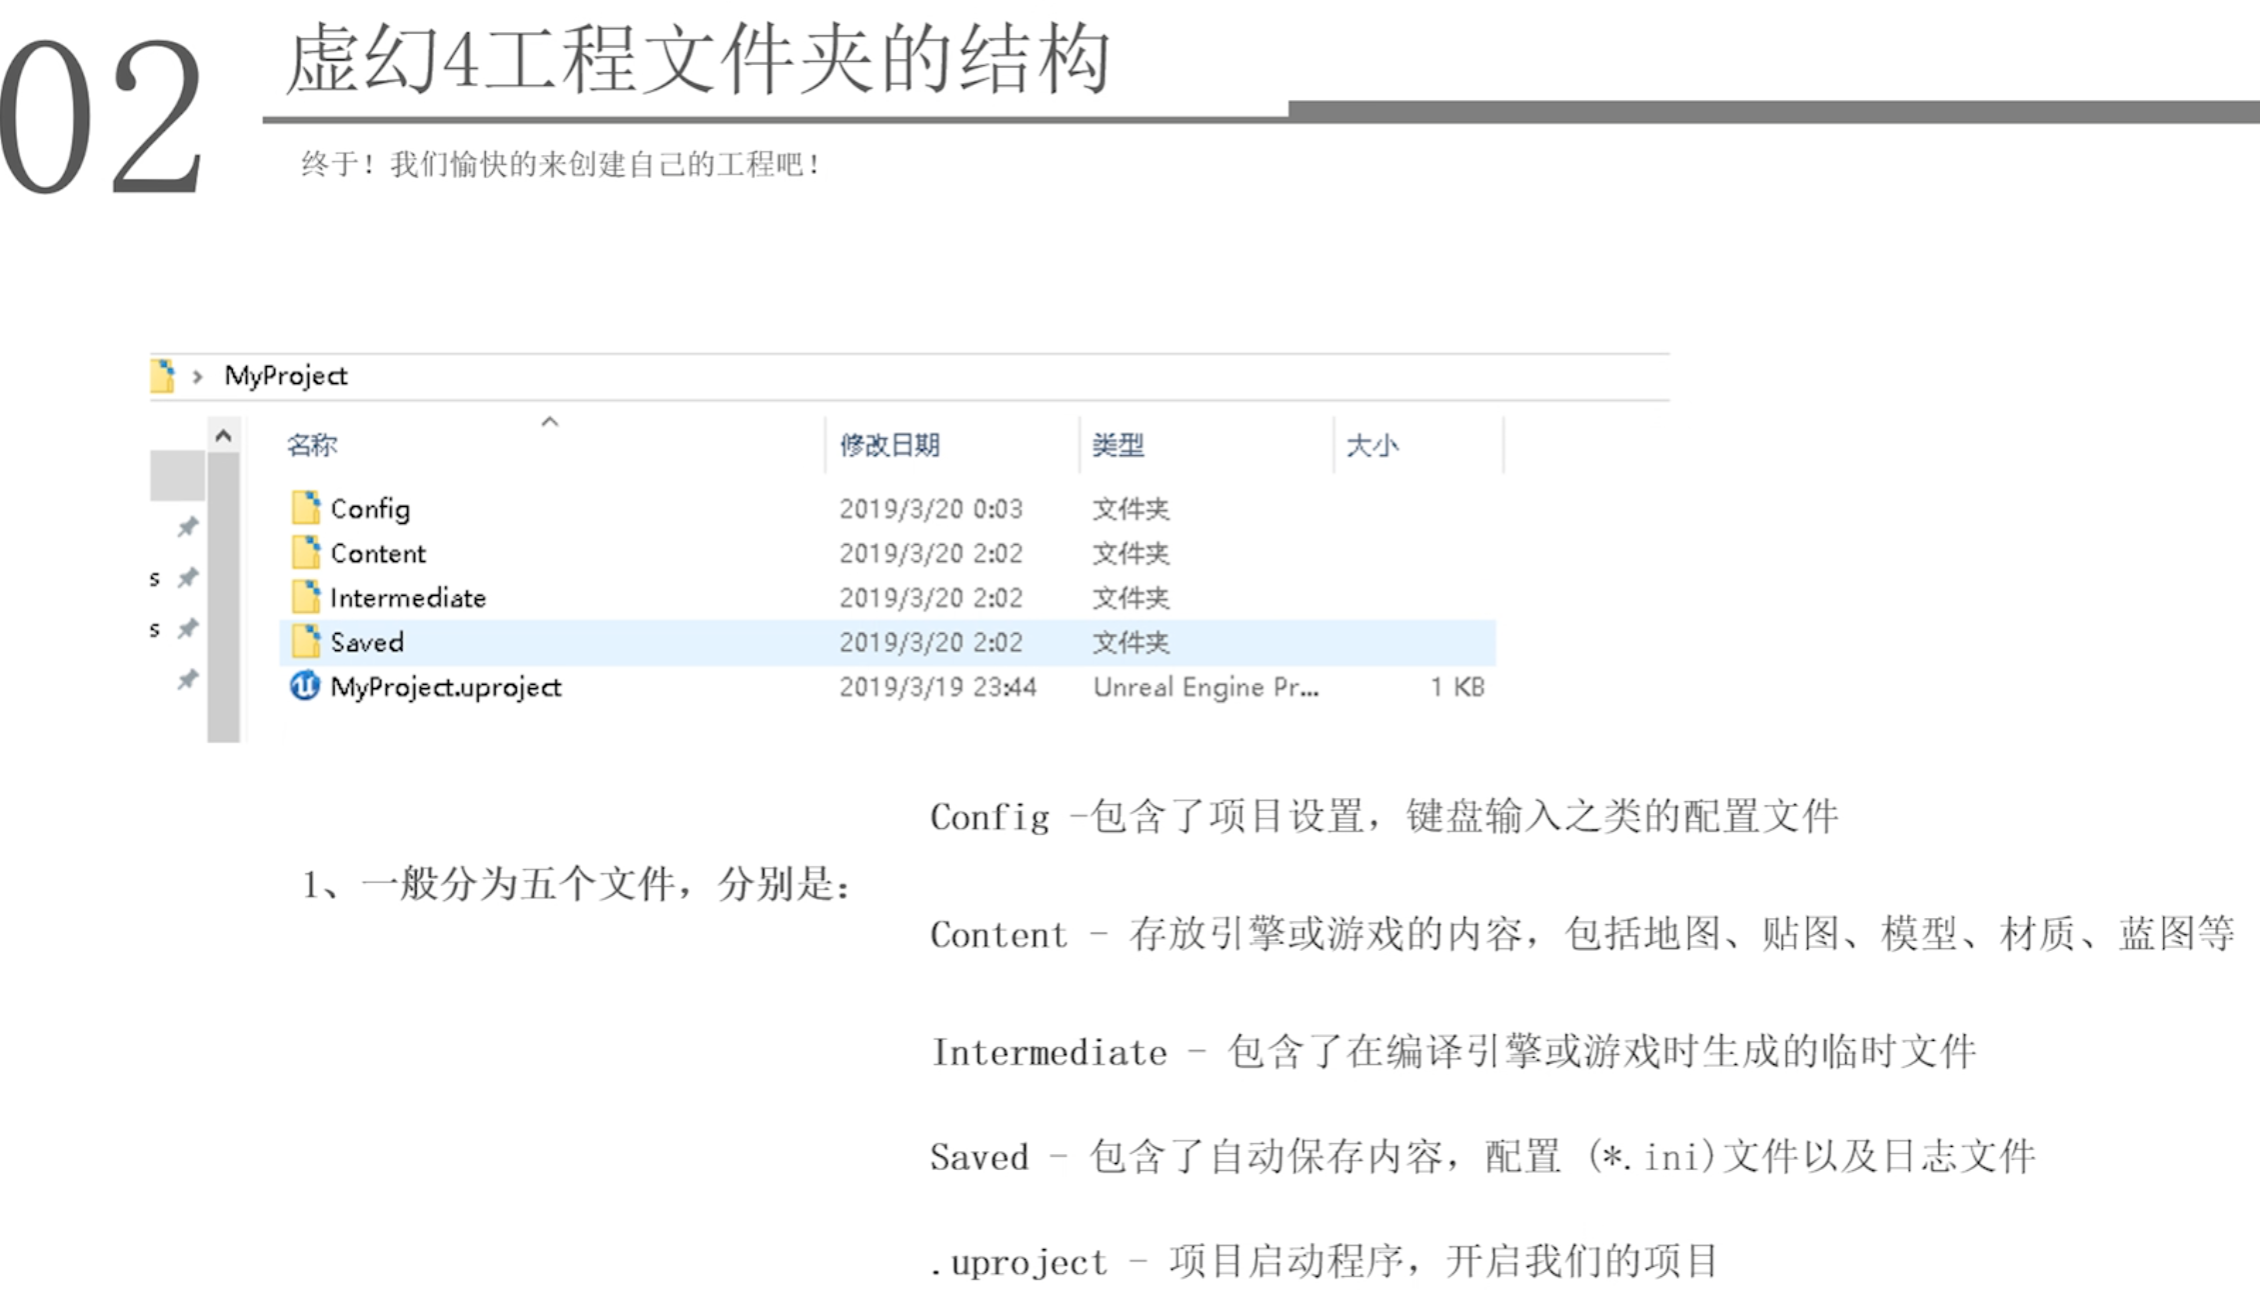 02
虚幻4工程文件夹的结构
终于！我们愉快的来创建自己的工程吧！
› MyProject
名称 修改日期 类型 大小
Config 2019/3/20 0:03 文件夹
Content 2019/3/20 2:02 文件夹
Intermediate 2019/3/20 2:02 文件夹
s
Saved 2019/3/20 2:02 文件夹
s
MyProject.uproject 2019/3/19 23:44 Unreal Engine Pr... 1 KB
1、一般分为五个文件，分别是：
Config -包含了项目设置，键盘输入之类的配置文件
Content - 存放引擎或游戏的内容，包括地图、贴图、模型、材质、蓝图等
Intermediate - 包含了在编译引擎或游戏时生成的临时文件
Saved - 包含了自动保存内容，配置 (*.ini)文件以及日志文件
.uproject - 项目启动程序，开启我们的项目